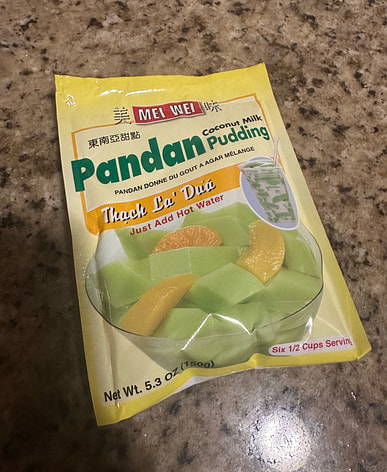 美 MEI WEI 味
東南亞甜點
Coconut Milk
Pandan Pudding
PANDAN DONNE DU GOUT A AGAR MÉLANGE
Thạch Lá Dứa
Just Add Hot Water
Six 1/2 Cups Serving
Net Wt. 5.3 OZ (150g)